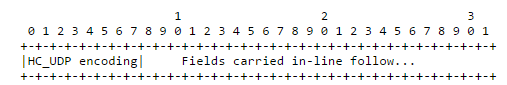 1                   2                   3
 0 1 2 3 4 5 6 7 8 9 0 1 2 3 4 5 6 7 8 9 0 1 2 3 4 5 6 7 8 9 0 1
+-+-+-+-+-+-+-+-+-+-+-+-+-+-+-+-+-+-+-+-+-+-+-+-+-+-+-+-+-+-+-+-+
|HC_UDP encoding|     Fields carried in-line follow...
+-+-+-+-+-+-+-+-+-+-+-+-+-+-+-+-+-+-+-+-+-+-+-+-+-+-+-+-+-+-+-+-+